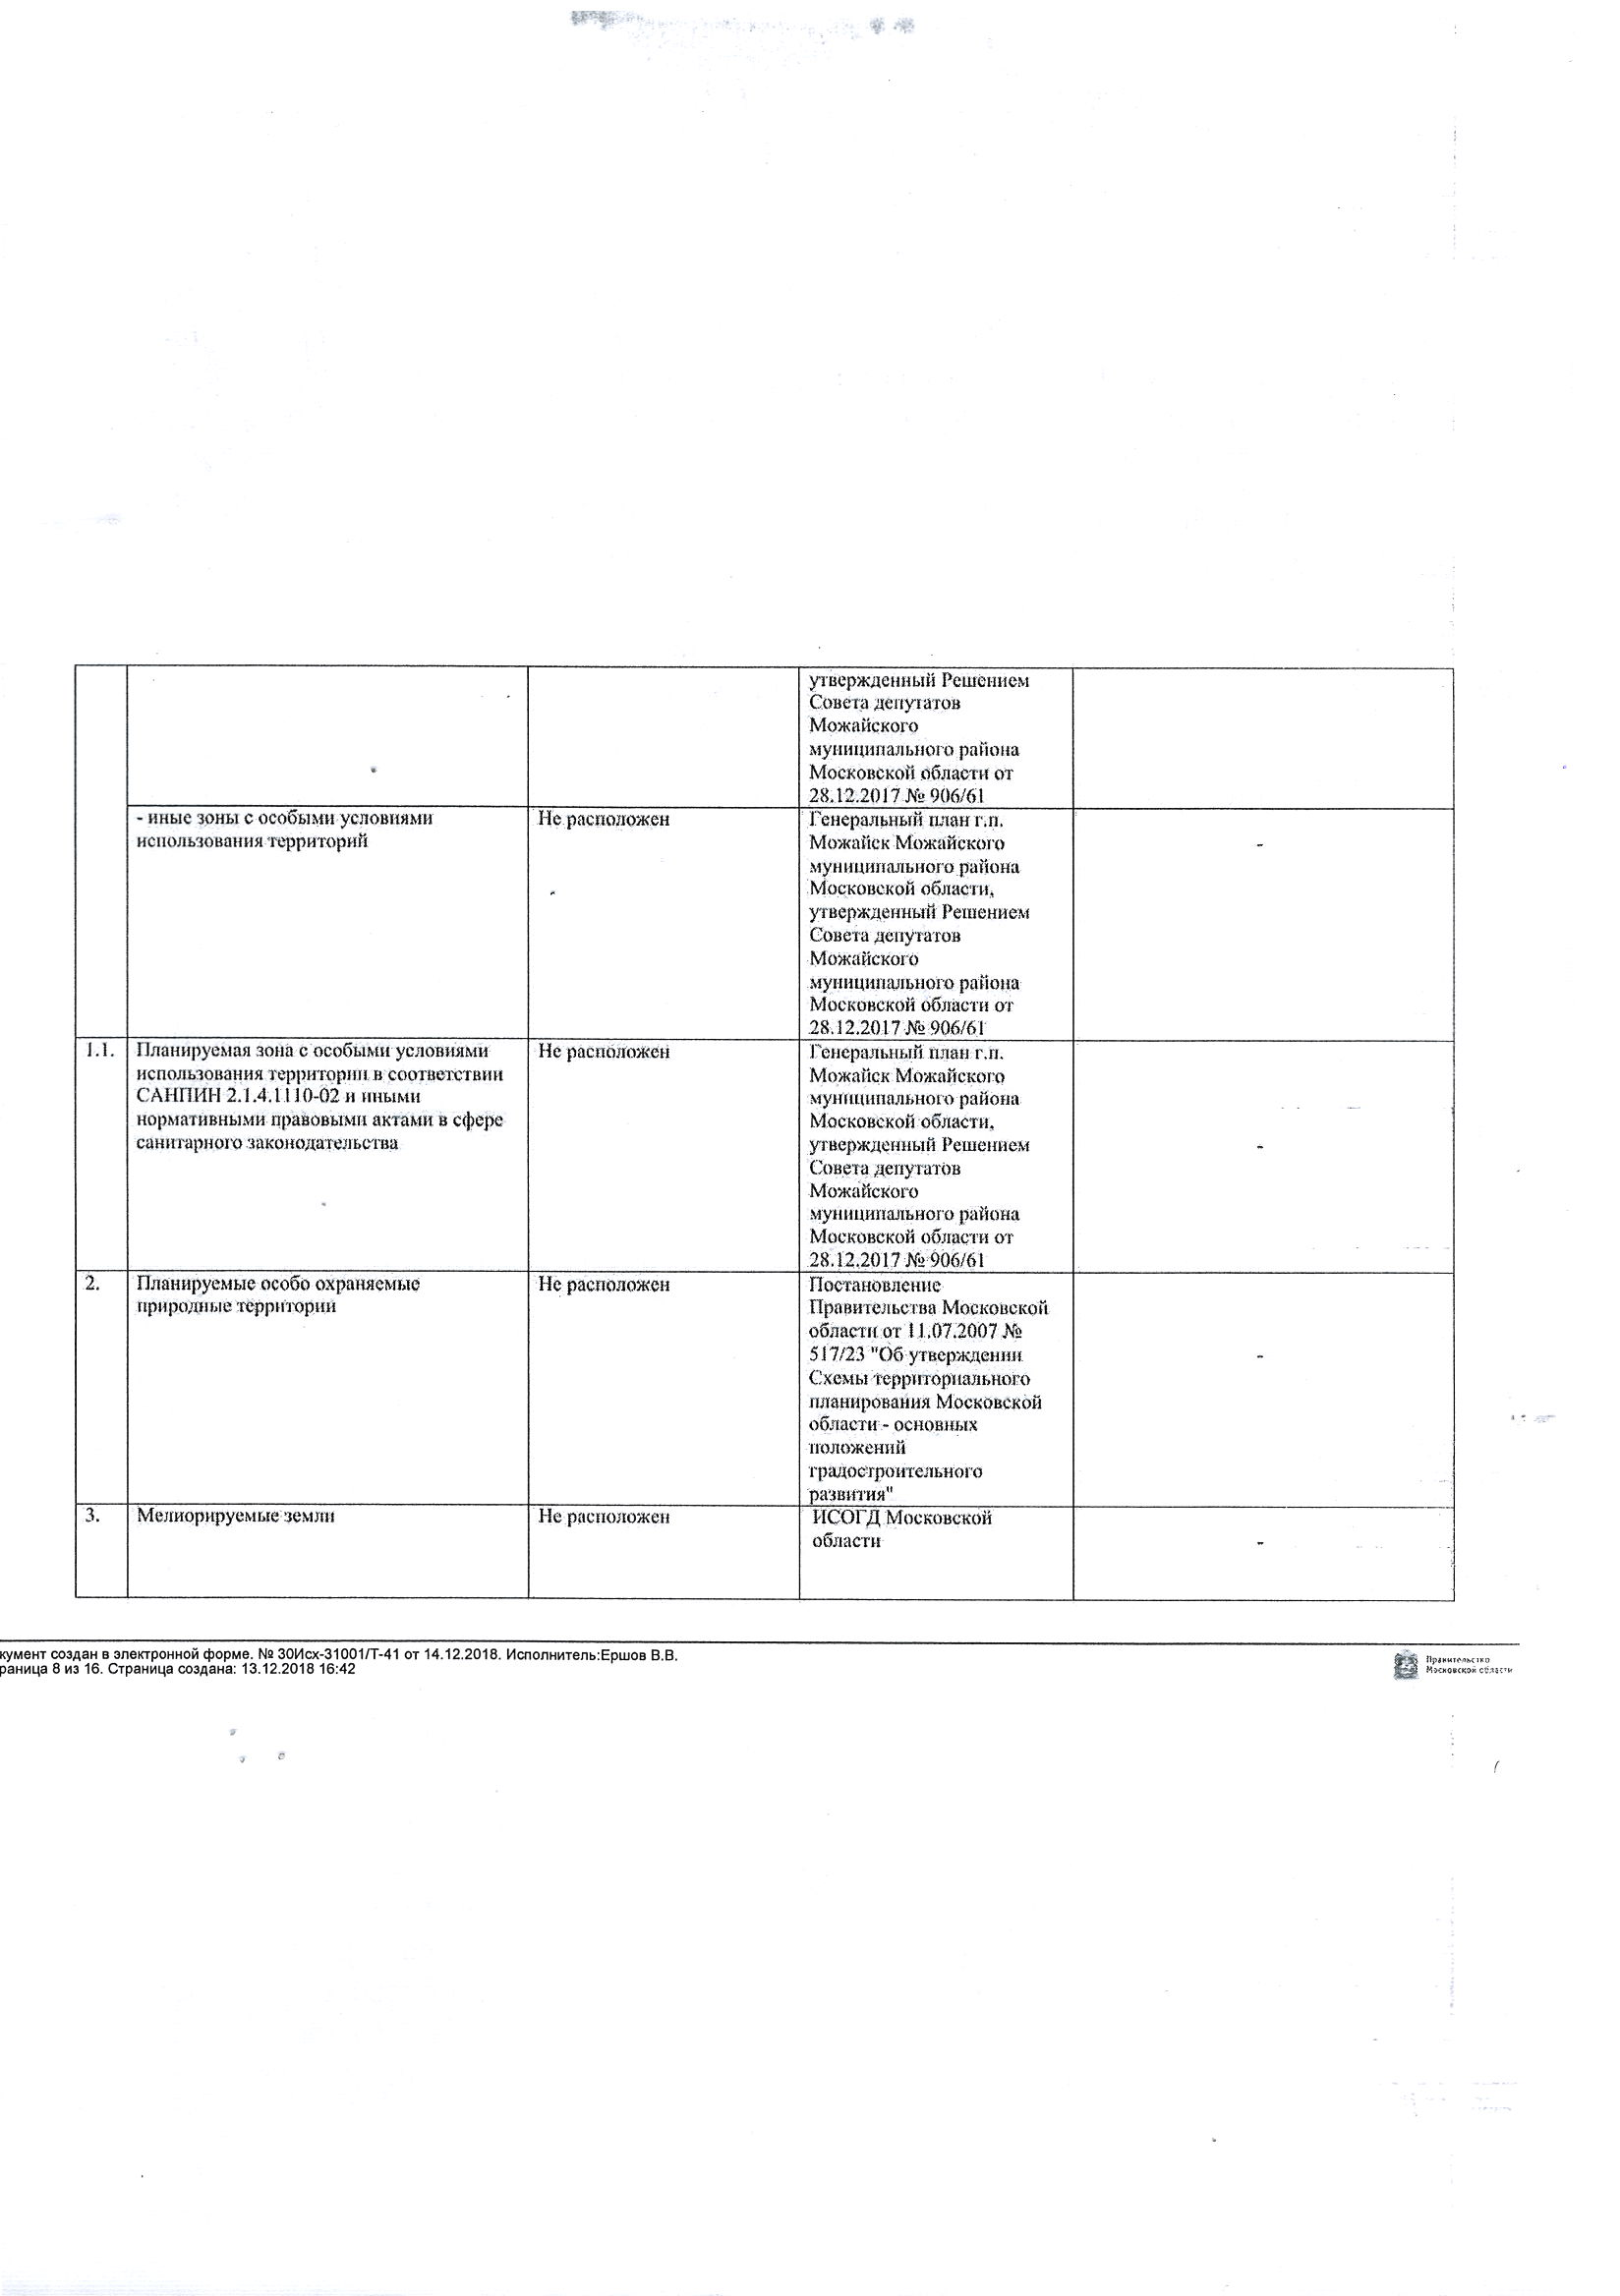 утвержденный Решением
Совета депутатов
Можайского
муниципального района
Московской области от
28.12.2017 № 906/61
- иные зоны с особыми условиями
использования территорий
Не расположен
Генеральный план г.п.
Можайск Можайского
муниципального района
Московской области,
утвержденный Решением
Совета депутатов
Можайского
муниципального района
Московской области от
28.12.2017 № 906/61
-
1.1.
Планируемая зона с особыми условиями
использования территории в соответствии
САНПИН 2.1.4.1110-02 и иными
нормативными правовыми актами в сфере
санитарного законодательства
Не расположен
Генеральный план г.п.
Можайск Можайского
муниципального района
Московской области,
утвержденный Решением
Совета депутатов
Можайского
муниципального района
Московской области от
28.12.2017 № 906/61
-
2.
Планируемые особо охраняемые
природные территории
Не расположен
Постановление
Правительства Московской
области от 11.07.2007 №
517/23 "Об утверждении
Схемы территориального
планирования Московской
области - основных
положений
градостроительного
развития"
-
3.
Мелиорируемые земли
Не расположен
ИСОГД Московской
области
-
кумент создан в электронной форме. № 30Исх-31001/Т-41 от 14.12.2018. Исполнитель:Ершов В.В.
раница 8 из 16. Страница создана: 13.12.2018 16:42
Правительство
Московской области